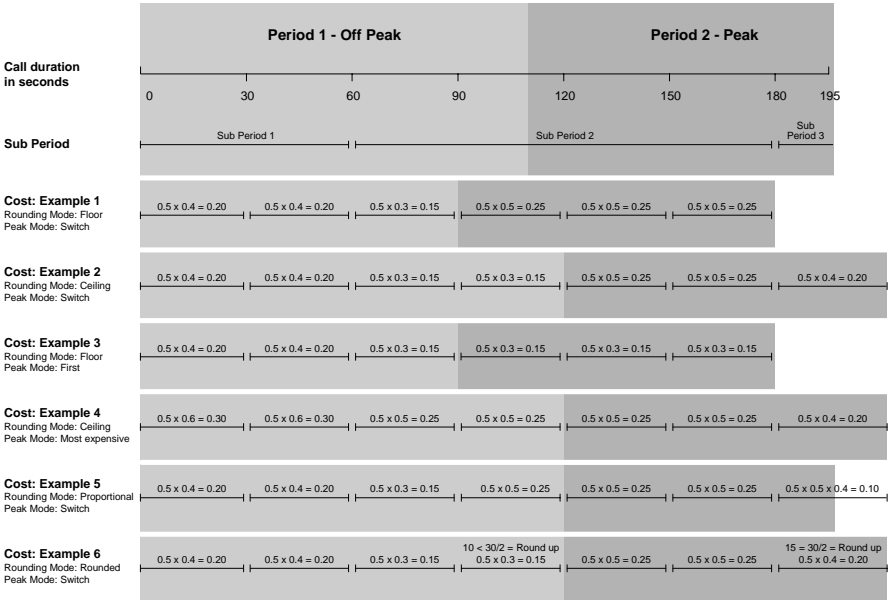 Period 1 - Off Peak
Period 2 - Peak
Call duration
in seconds
0 30 60 90 120 150 180 195
Sub Period
Sub Period 1
Sub Period 2
Sub
Period 3
Cost: Example 1
Rounding Mode: Floor
Peak Mode: Switch
0.5 x 0.4 = 0.20 0.5 x 0.4 = 0.20 0.5 x 0.3 = 0.15 0.5 x 0.5 = 0.25 0.5 x 0.5 = 0.25 0.5 x 0.5 = 0.25
Cost: Example 2
Rounding Mode: Ceiling
Peak Mode: Switch
0.5 x 0.4 = 0.20 0.5 x 0.4 = 0.20 0.5 x 0.3 = 0.15 0.5 x 0.3 = 0.15 0.5 x 0.5 = 0.25 0.5 x 0.5 = 0.25 0.5 x 0.4 = 0.20
Cost: Example 3
Rounding Mode: Floor
Peak Mode: First
0.5 x 0.4 = 0.20 0.5 x 0.4 = 0.20 0.5 x 0.3 = 0.15 0.5 x 0.3 = 0.15 0.5 x 0.3 = 0.15 0.5 x 0.3 = 0.15
Cost: Example 4
Rounding Mode: Ceiling
Peak Mode: Most expensive
0.5 x 0.6 = 0.30 0.5 x 0.6 = 0.30 0.5 x 0.5 = 0.25 0.5 x 0.5 = 0.25 0.5 x 0.5 = 0.25 0.5 x 0.5 = 0.25 0.5 x 0.4 = 0.20
Cost: Example 5
Rounding Mode: Proportional
Peak Mode: Switch
0.5 x 0.4 = 0.20 0.5 x 0.4 = 0.20 0.5 x 0.3 = 0.15 0.5 x 0.5 = 0.25 0.5 x 0.5 = 0.25 0.5 x 0.5 = 0.25 0.5 x 0.5 x 0.4 = 0.10
Cost: Example 6
Rounding Mode: Rounded
Peak Mode: Switch
10 < 30/2 = Round up 15 = 30/2 = Round up
0.5 x 0.4 = 0.20 0.5 x 0.4 = 0.20 0.5 x 0.3 = 0.15 0.5 x 0.3 = 0.15 0.5 x 0.5 = 0.25 0.5 x 0.5 = 0.25 0.5 x 0.4 = 0.20